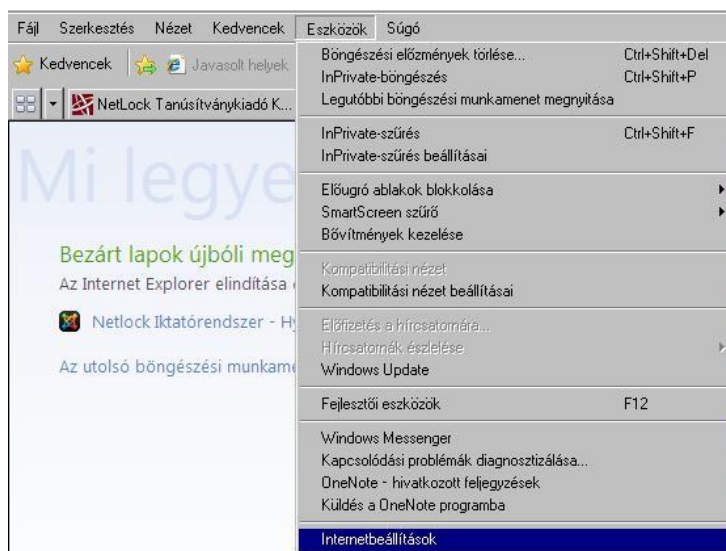 Fájl Szerkesztés Nézet Kedvencek Eszközök Súgó
Kedvencek Javasolt helyek
NetLock Tanúsítványkiadó K...
Mi legye
Bezárt lapok újbóli meg
Az Internet Explorer elindítása
Netlock Iktatórendszer - Hy
Az utolsó böngészési munkame
Böngészési előzmények törlése... Ctrl+Shift+Del
InPrivate-böngészés Ctrl+Shift+P
Legutóbbi böngészési munkamenet megnyitása
InPrivate-szűrés Ctrl+Shift+F
InPrivate-szűrés beállításai
Előugró ablakok blokkolása
SmartScreen szűrő
Bővítmények kezelése
Kompatibilitási nézet
Kompatibilitási nézet beállításai
Előfizetés a hírcsatornára...
Hírcsatornák észlelése
Windows Update
Fejlesztői eszközök F12
Windows Messenger
Kapcsolódási problémák diagnosztizálása...
OneNote - hivatkozott feljegyzések
Küldés a OneNote programba
Internetbeállítások